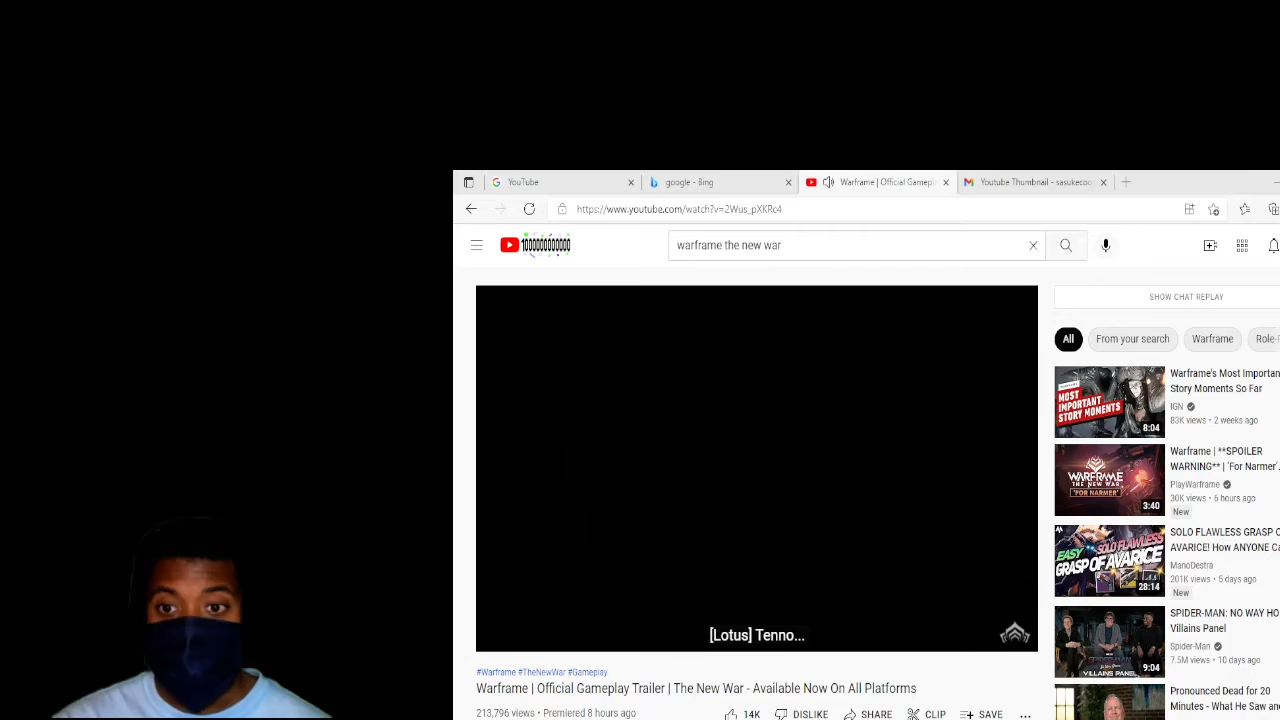 YouTube
google - Bing
Warframe | Official Gamepl
Youtube Thumbnail - sasukecoo
https://www.youtube.com/watch?v=2Wus_pXKRc4
1000000000000
warframe the new war
SHOW CHAT REPLAY
All
From your search
Warframe
Role-
[Lotus] Tenno...
#Warframe #TheNewWar #Gameplay
Warframe | Official Gameplay Trailer | The New War - Available Now On All Platforms
213,796 views • Premiered 8 hours ago
14K
DISLIKE
SHARE
CLIP
SAVE
MOST IMPORTANT STORY MOMENTS
8:04
Warframe's Most Importan
Story Moments So Far
IGN
83K views • 2 weeks ago
WARFRAME
THE NEW WAR
'FOR NARMER'
3:40
Warframe | **SPOILER
WARNING** | 'For Narmer'
PlayWarframe
30K views • 6 hours ago
New
EASY
SOLO FLAWLESS
GRASP OF AVARICE
28:14
SOLO FLAWLESS GRASP O
AVARICE! How ANYONE Ca
ManoDestra
201K views • 5 days ago
New
VILLAINS PANEL
9:04
SPIDER-MAN: NO WAY HO
Villains Panel
Spider-Man
7.5M views • 10 days ago
Pronounced Dead for 20
Minutes - What He Saw an